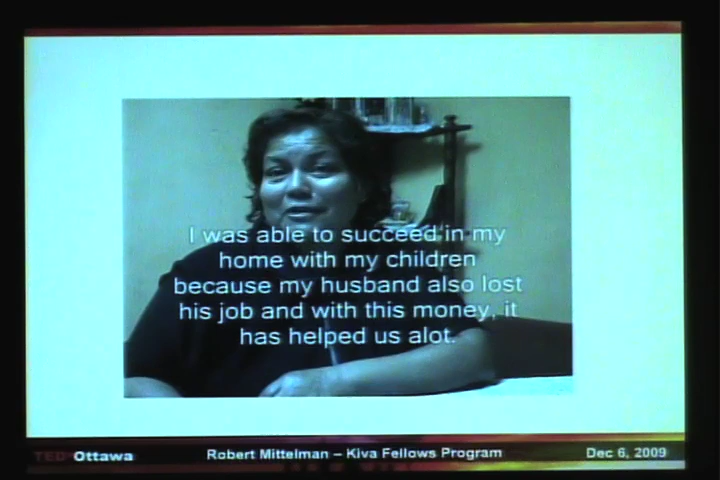 I was able to succeed in my
home with my children
because my husband also lost
his job and with this money, it
has helped us alot.
TED Ottawa
Robert Mittelman – Kiva Fellows Program
Dec 6, 2009